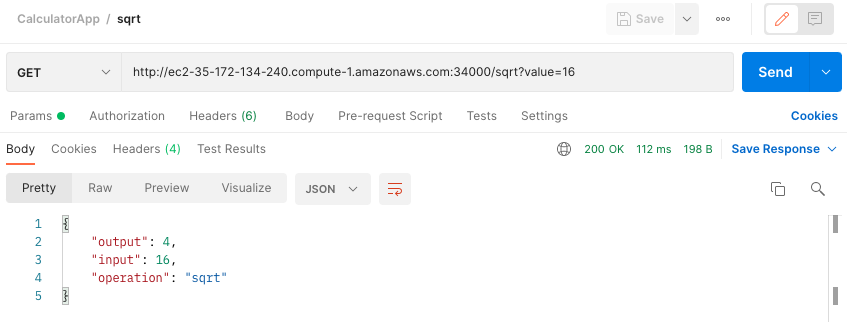 CalculatorApp / sqrt
Save
GET http://ec2-35-172-134-240.compute-1.amazonaws.com:34000/sqrt?value=16 Send
Params Authorization Headers (6) Body Pre-request Script Tests Settings Cookies
Body Cookies Headers (4) Test Results 200 OK 112 ms 198 B Save Response
Pretty Raw Preview Visualize JSON
1 {
2 "output": 4,
3 "input": 16,
4 "operation": "sqrt"
5 }